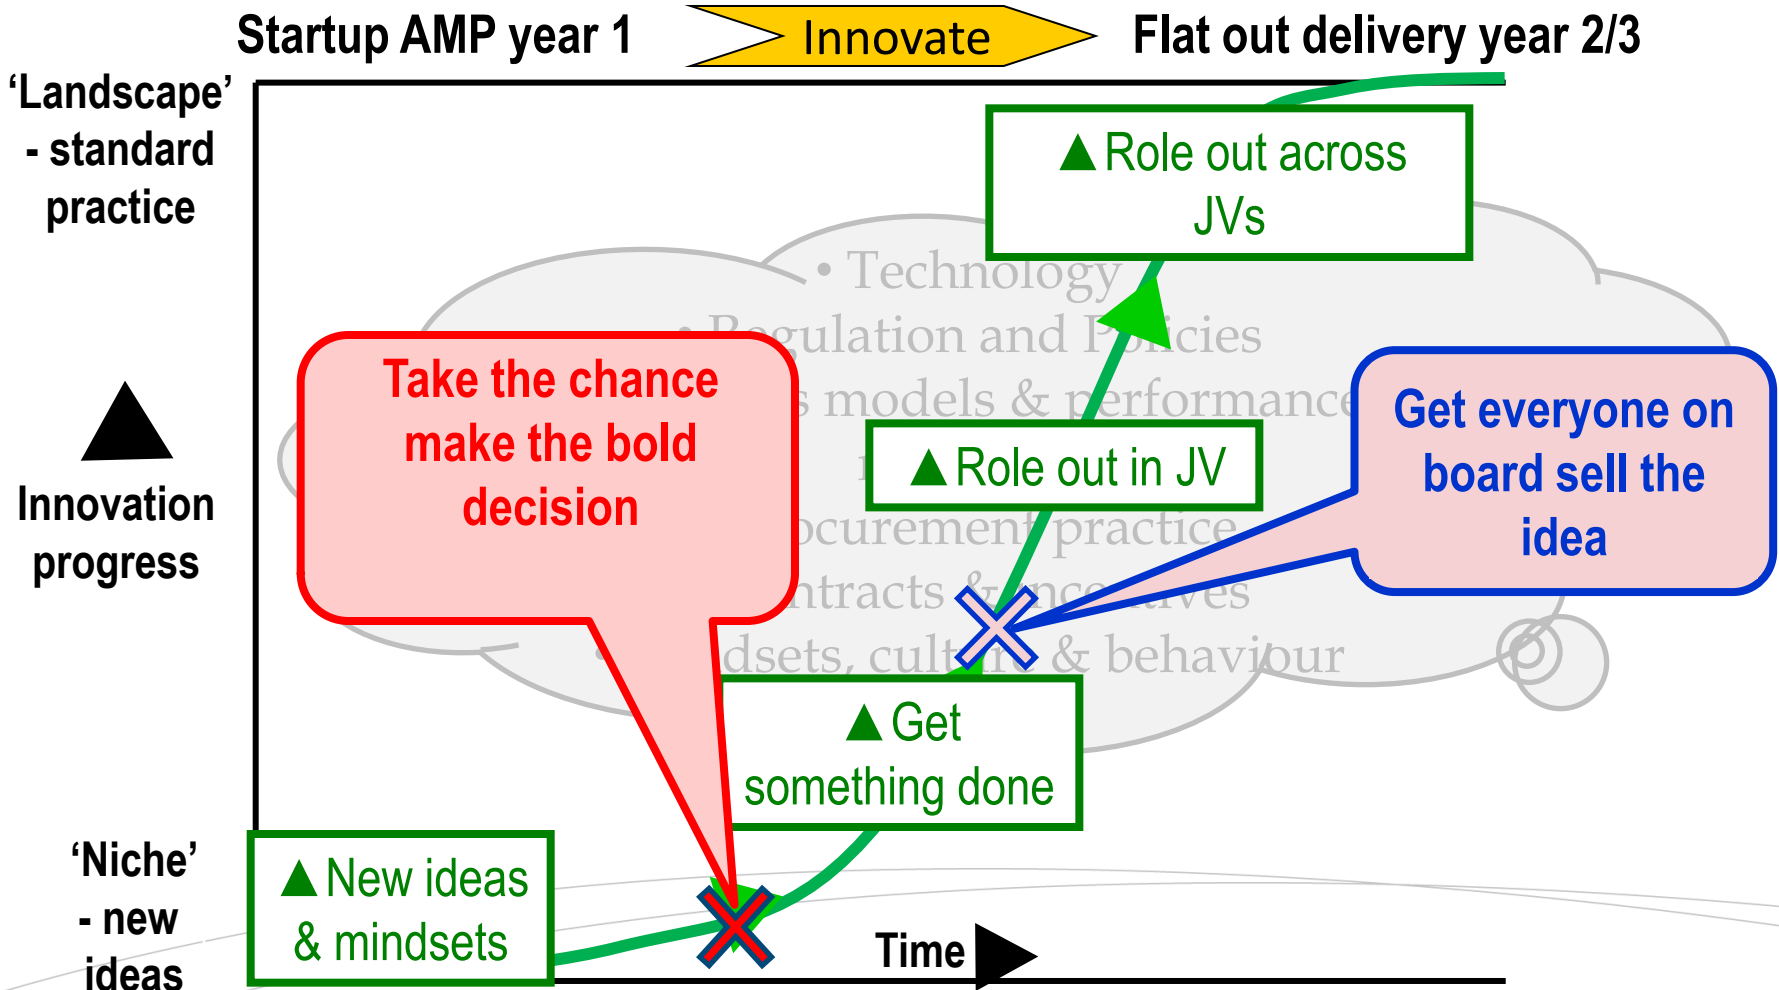 Startup AMP year 1
Innovate
Flat out delivery year 2/3
‘Landscape’
- standard
practice
▲ Role out across
JVs
• Technology
• Regulation and Policies
models & performance
Take the chance
make the bold
decision
Get everyone on
board sell the
idea
▲ Role out in JV
Innovation
progress
practice
& incentives
culture & behaviour
▲ Get
something done
‘Niche’
- new
ideas
▲ New ideas
& mindsets
Time